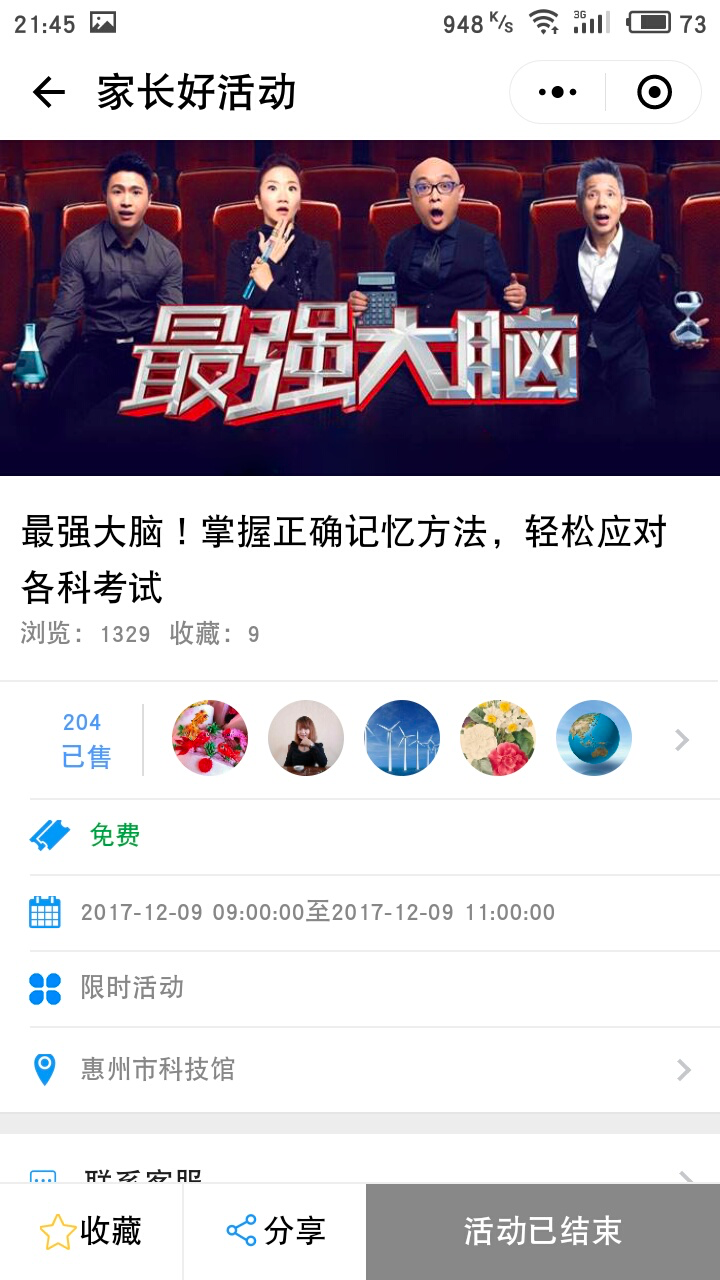 21:45
948 K/s 3G 73
家长好活动
最强大脑
最强大脑！掌握正确记忆方法，轻松应对
各科考试
浏览：1329 收藏：9
204
已售
免费
2017-12-09 09:00:00至2017-12-09 11:00:00
限时活动
惠州市科技馆
联系客服
收藏 分享 活动已结束